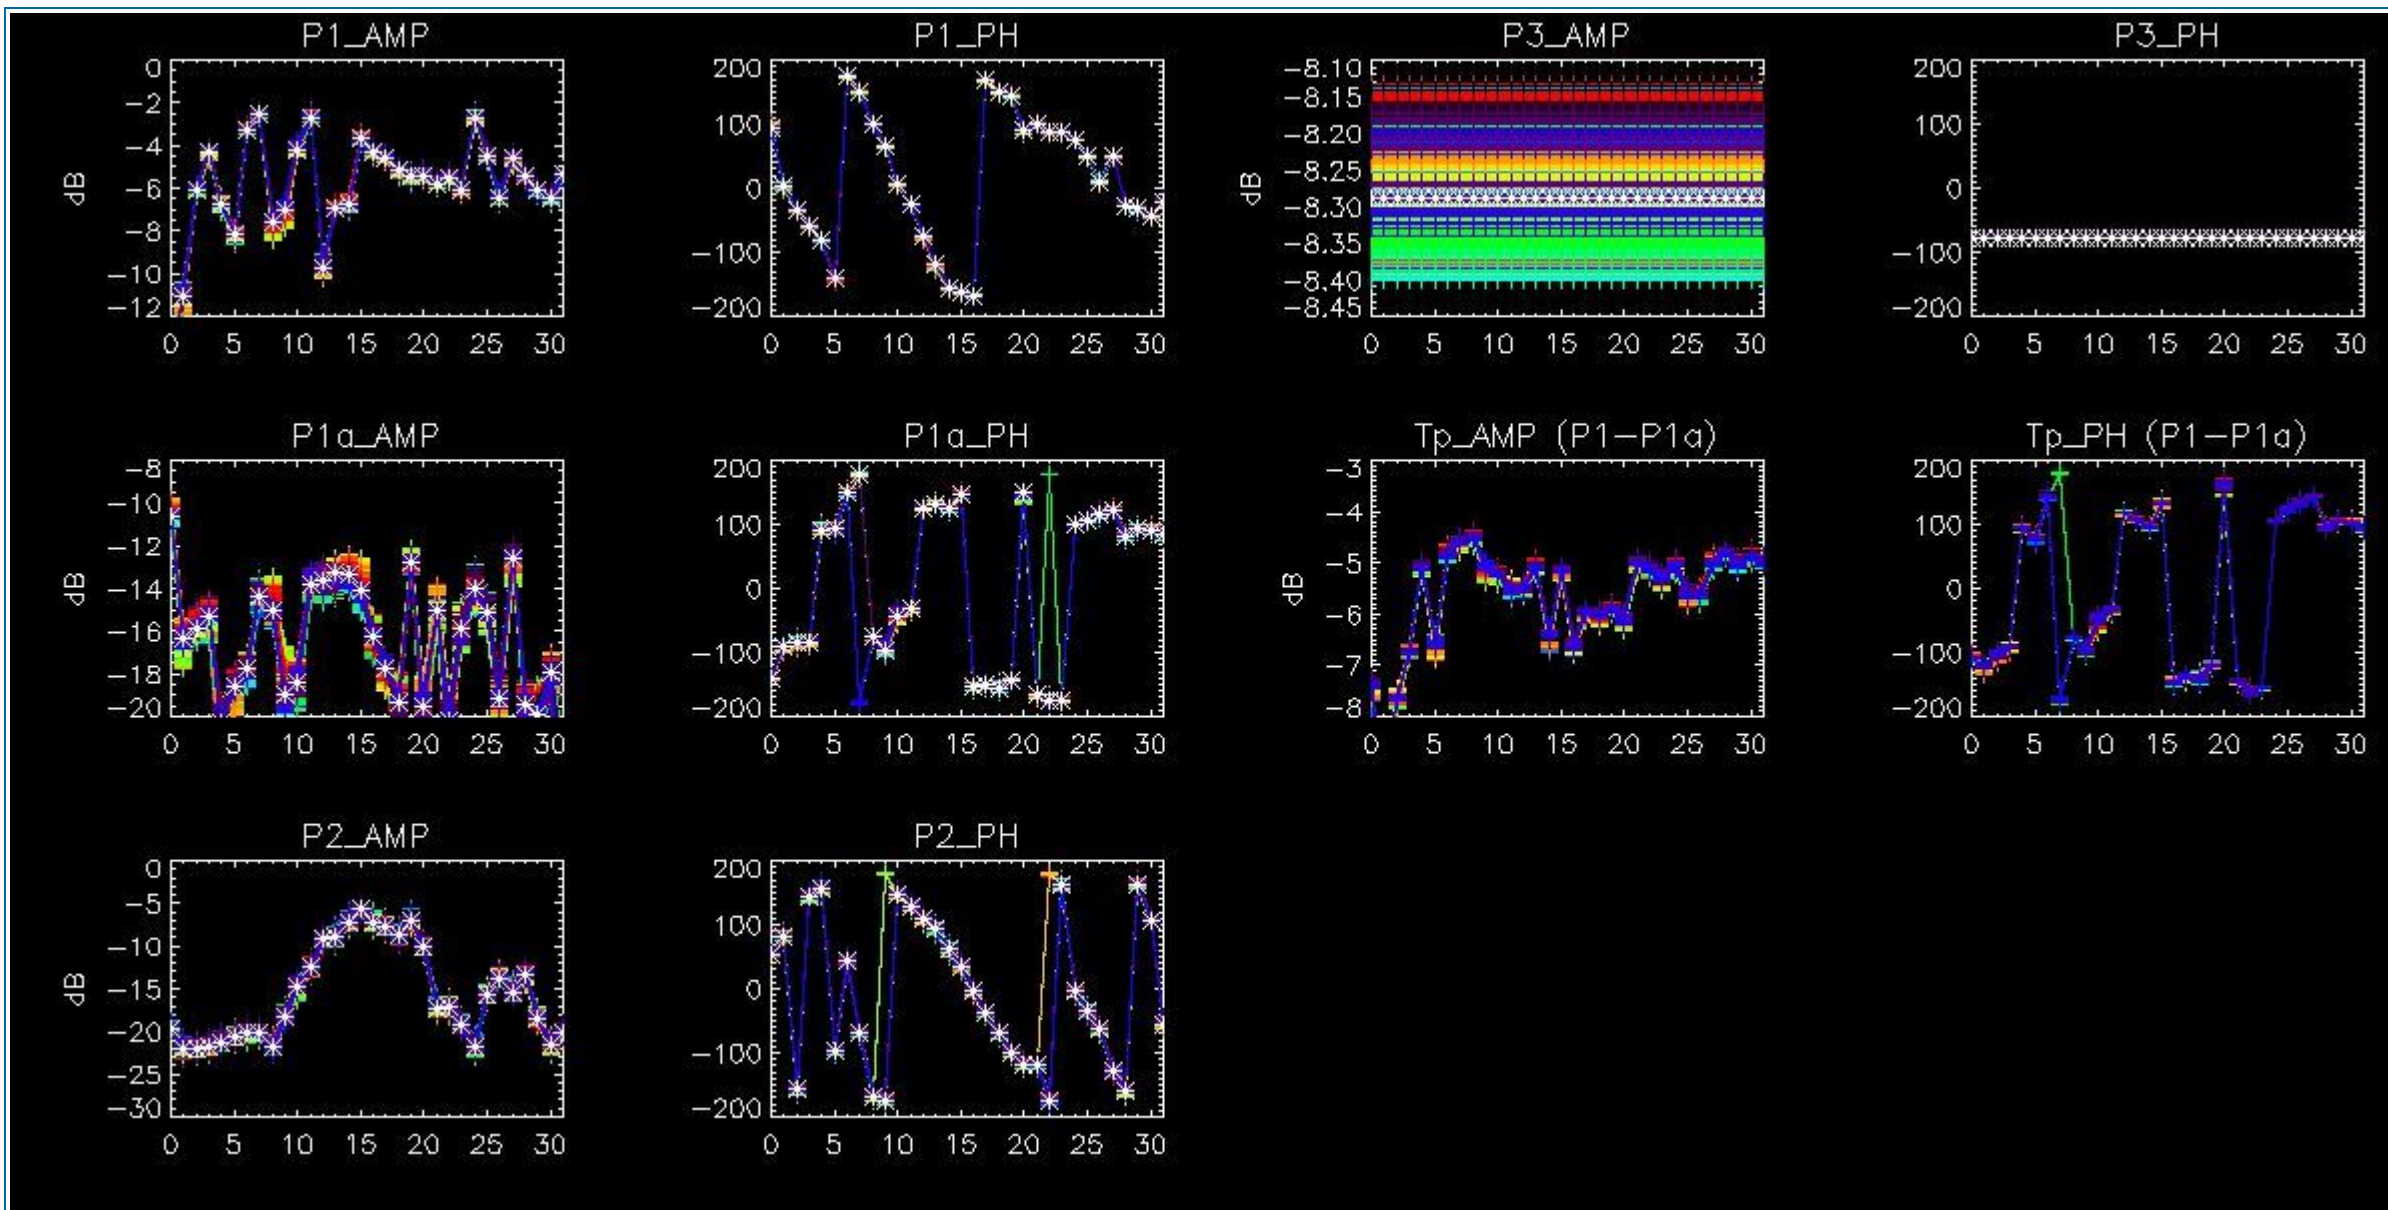 P1_AMP
0
−2
−4
−6
−8
−10
−12
dB
0 5 10 15 20 25 30
P1_PH
200
100
0
−100
−200
0 5 10 15 20 25 30
P3_AMP
−8.10
−8.15
−8.20
−8.25
−8.30
−8.35
−8.40
−8.45
dB
0 5 10 15 20 25 30
P3_PH
200
100
0
−100
−200
0 5 10 15 20 25 30
P1a_AMP
−8
−10
−12
−14
−16
−18
−20
dB
0 5 10 15 20 25 30
P1a_PH
200
100
0
−100
−200
0 5 10 15 20 25 30
Tp_AMP (P1−P1a)
−3
−4
−5
−6
−7
−8
dB
0 5 10 15 20 25 30
Tp_PH (P1−P1a)
200
100
0
−100
−200
0 5 10 15 20 25 30
P2_AMP
0
−5
−10
−15
−20
−25
−30
dB
0 5 10 15 20 25 30
P2_PH
200
100
0
−100
−200
0 5 10 15 20 25 30